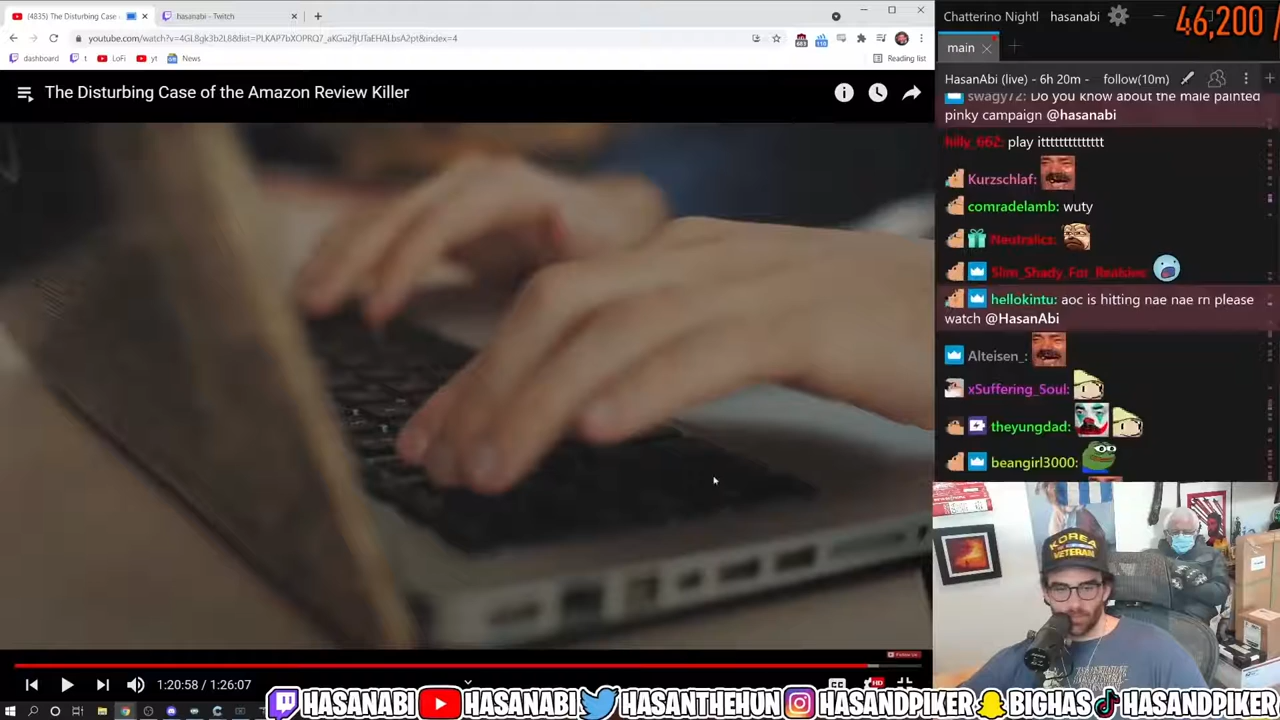 (4835) The Disturbing Case
hasanabi - Twitch
youtube.com/watch?v=4GL8gk3b2L8&list=PLKAP7bXOPRQ7_aKGu2fjUTaEHALbsA2pt&index=4
dashboard
t
LoFi
yt
News
Reading list
The Disturbing Case of the Amazon Review Killer
1:20:58 / 1:26:07
Chatterino Nightl
hasanabi
46,200 /
main
HasanAbi (live) - 6h 20m -
follow(10m)
swagy72: Do you know about the male painted
pinky campaign @hasanabi
hilly_662: play ittttttttttttttt
Kurzschlaf:
comradelamb: wuty
Neutralics:
Slim_Shady_Fot_Realsies
hellokintu: aoc is hitting nae nae rn please
watch @HasanAbi
Alteisen_:
xSuffering_Soul:
theyungdad:
beangirl3000:
KOREA
VETERAN
HASANABI
HASANABI
HASANTHEHUN
HASANDPIKER
BIGHAS
HASANDPIKER